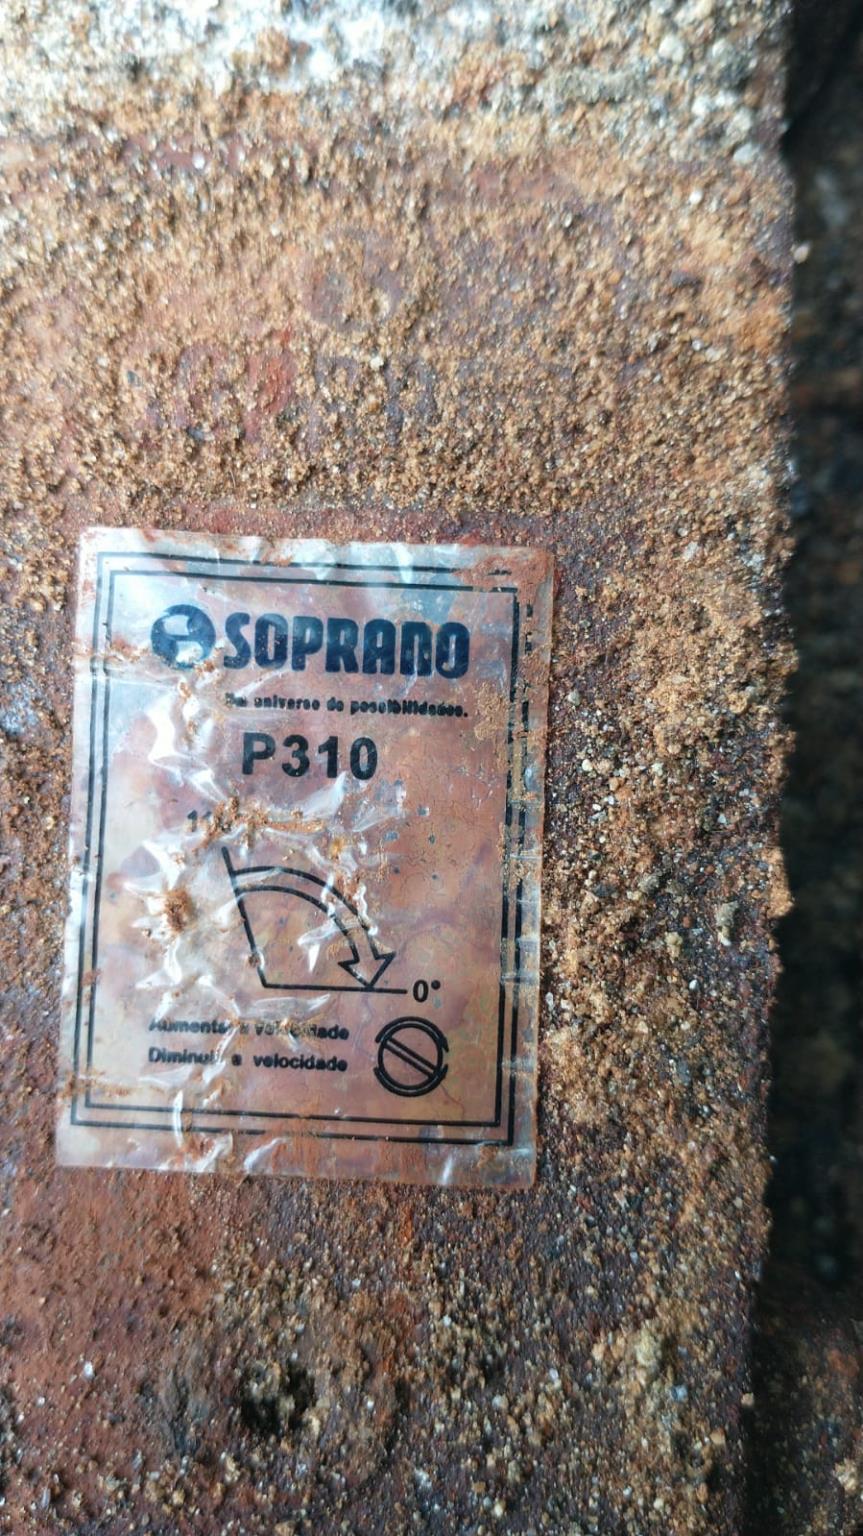 SOPRANO
Um universo de possibilidades.
P310
0°
Aumenta a velocidade
Diminui a velocidade